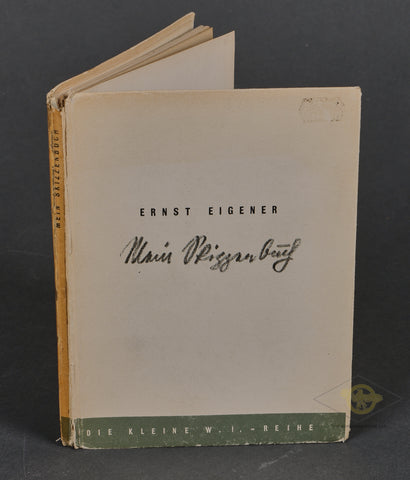 MEIN SKIZZENBUCH
ERNST EIGENER
Mein Skizzenbuch
DIE KLEINE W.I.-REIHE